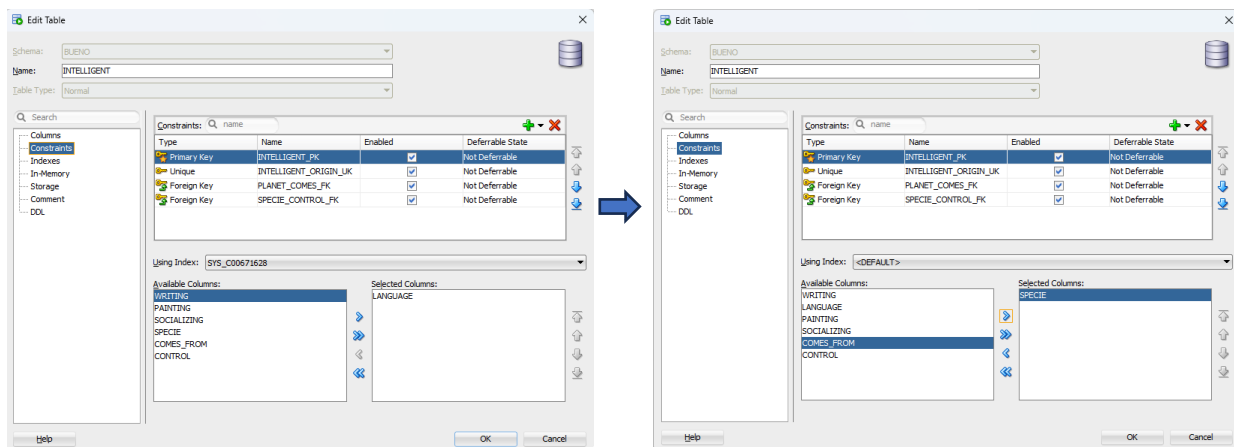 Edit Table
Schema: BUENO
Name: INTELLIGENT
Table Type: Normal
Search
Columns
Constraints
Indexes
In-Memory
Storage
Comment
DDL
Constraints: name
Type Name Enabled Deferrable State
Primary Key INTELLIGENT_PK Not Deferrable
Unique INTELLIGENT_ORIGIN_UK Not Deferrable
Foreign Key PLANET_COMES_FK Not Deferrable
Foreign Key SPECIE_CONTROL_FK Not Deferrable
Using Index: SYS_C00671628
Available Columns:
WRITING
PAINTING
SOCIALIZING
SPECIE
COMES_FROM
CONTROL
Selected Columns:
LANGUAGE
Help OK Cancel
Edit Table
Schema: BUENO
Name: INTELLIGENT
Table Type: Normal
Search
Columns
Constraints
Indexes
In-Memory
Storage
Comment
DDL
Constraints: name
Type Name Enabled Deferrable State
Primary Key INTELLIGENT_PK Not Deferrable
Unique INTELLIGENT_ORIGIN_UK Not Deferrable
Foreign Key PLANET_COMES_FK Not Deferrable
Foreign Key SPECIE_CONTROL_FK Not Deferrable
Using Index: <DEFAULT>
Available Columns:
WRITING
LANGUAGE
PAINTING
SOCIALIZING
COMES_FROM
CONTROL
Selected Columns:
SPECIE
Help OK Cancel